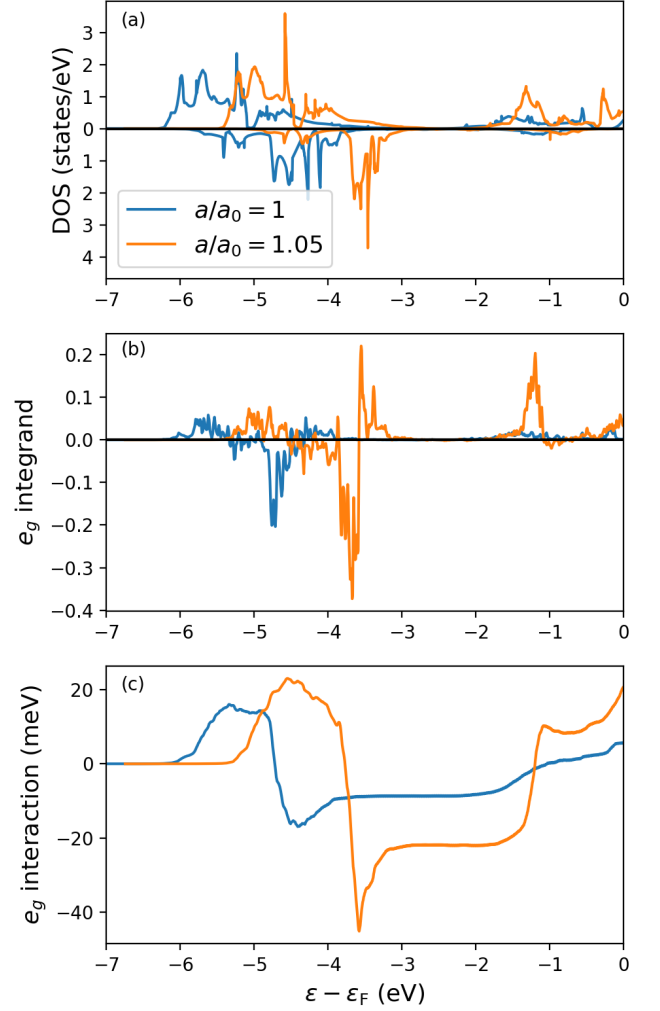 (a)
3
2
1
0
1
2
3
4
DOS (states/eV)
a/a₀ = 1
a/a₀ = 1.05
−7 −6 −5 −4 −3 −2 −1 0
(b)
0.2
0.1
0.0
−0.1
−0.2
−0.3
−0.4
e_g integrand
−7 −6 −5 −4 −3 −2 −1 0
(c)
20
0
−20
−40
e_g interaction (meV)
−7 −6 −5 −4 −3 −2 −1 0
ε − ε_F (eV)